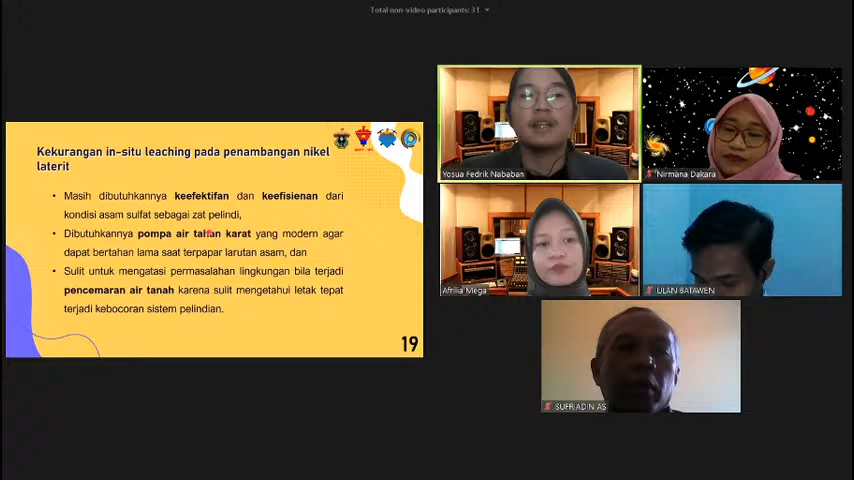 Total non-video participants: 31
Kekurangan in-situ leaching pada penambangan nikel
laterit
• Masih dibutuhkannya keefektifan dan keefisienan dari
kondisi asam sulfat sebagai zat pelindi,
• Dibutuhkannya pompa air tahan karat yang modern agar
dapat bertahan lama saat terpapar larutan asam, dan
• Sulit untuk mengatasi permasalahan lingkungan bila terjadi
pencemaran air tanah karena sulit mengetahui letak tepat
terjadi kebocoran sistem pelindian.
19
Yosua Fedrik Nababan
Nirmana Dakara
Afrilia Mega
ULAN BATAWEN
SUFRIADIN AS